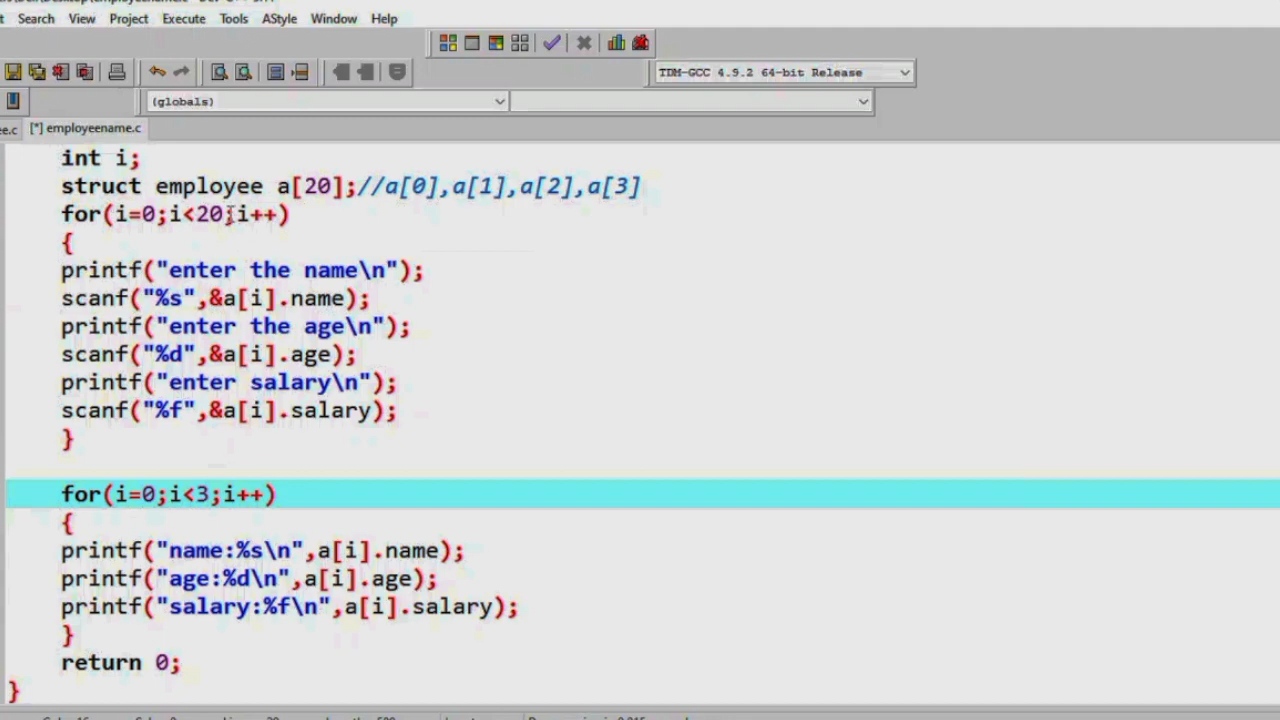 Search View Project Execute Tools AStyle Window Help
TDM-GCC 4.9.2 64-bit Release
(globals)
ee.c [*] employeename.c
int i;
struct employee a[20];//a[0],a[1],a[2],a[3]
for(i=0;i<20;i++)
{
printf("enter the name\n");
scanf("%s",&a[i].name);
printf("enter the age\n");
scanf("%d",&a[i].age);
printf("enter salary\n");
scanf("%f",&a[i].salary);
}
for(i=0;i<3;i++)
{
printf("name:%s\n",a[i].name);
printf("age:%d\n",a[i].age);
printf("salary:%f\n",a[i].salary);
}
return 0;
}